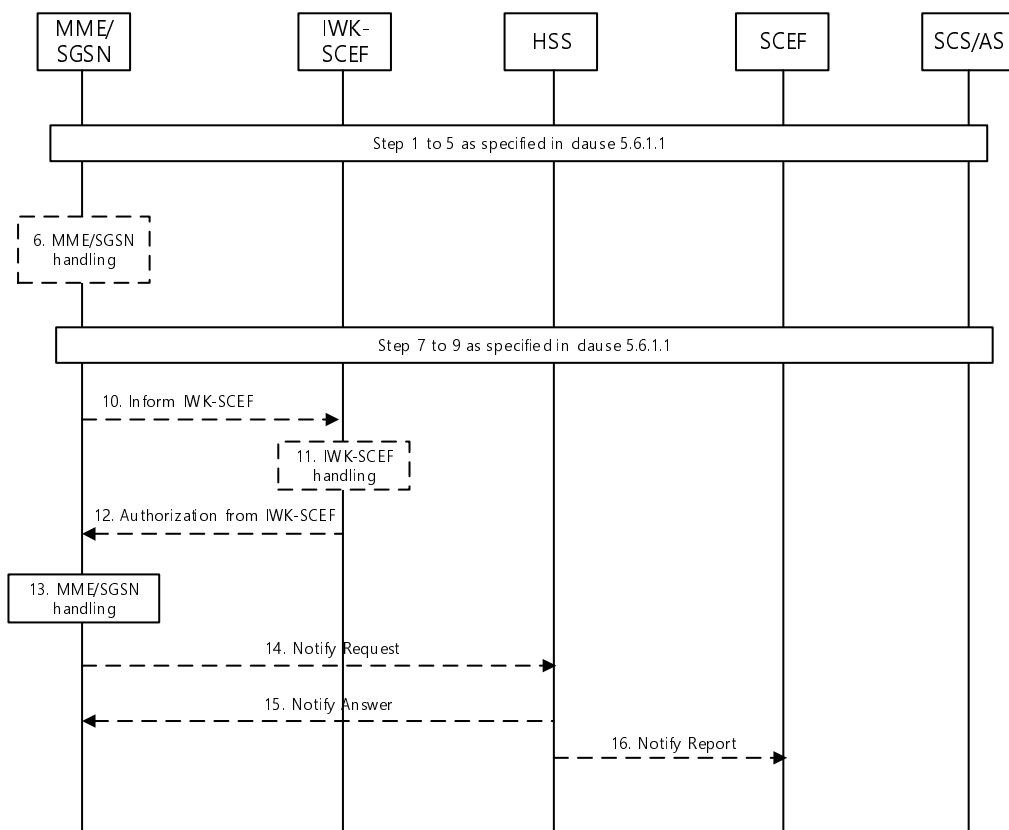 MME/
SGSN
IWK-
SCEF
HSS
SCEF
SCS/AS
Step 1 to 5 as specified in clause 5.6.1.1
6. MME/SGSN
handling
Step 7 to 9 as specified in clause 5.6.1.1
10. Inform IWK-SCEF
11. IWK-SCEF
handling
12. Authorization from IWK-SCEF
13. MME/SGSN
handling
14. Notify Request
15. Notify Answer
16. Notify Report